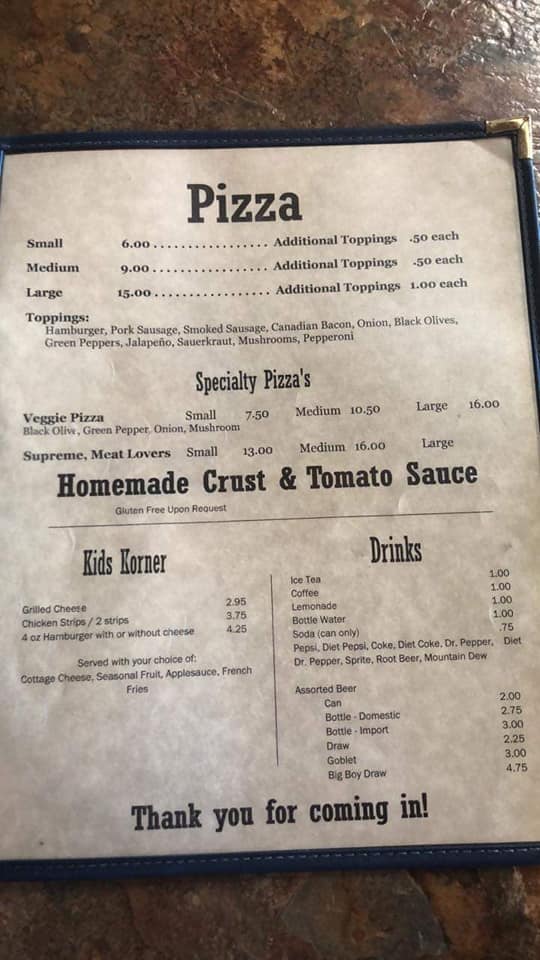 Pizza
Small 6.00 ................. Additional Toppings .50 each
Medium 9.00 ................. Additional Toppings .50 each
Large 15.00 ................. Additional Toppings 1.00 each
Toppings:
Hamburger, Pork Sausage, Smoked Sausage, Canadian Bacon, Onion, Black Olives,
Green Peppers, Jalapeño, Sauerkraut, Mushrooms, Pepperoni
Specialty Pizza's
Veggie Pizza Small 7.50 Medium 10.50 Large 16.00
Black Olive, Green Pepper, Onion, Mushroom
Supreme, Meat Lovers Small 13.00 Medium 16.00 Large
Homemade Crust & Tomato Sauce
Gluten Free Upon Request
Kids Korner
Grilled Cheese 2.95
Chicken Strips / 2 strips 3.75
4 oz Hamburger with or without cheese 4.25
Served with your choice of:
Cottage Cheese, Seasonal Fruit, Applesauce, French
Fries
Drinks
Ice Tea 1.00
Coffee 1.00
Lemonade 1.00
Bottle Water 1.00
Soda (can only) .75
Pepsi, Diet Pepsi, Coke, Diet Coke, Dr. Pepper, Diet
Dr. Pepper, Sprite, Root Beer, Mountain Dew
Assorted Beer
Can 2.00
Bottle - Domestic 2.75
Bottle - Import 3.00
Draw 2.25
Goblet 3.00
Big Boy Draw 4.75
Thank you for coming in!